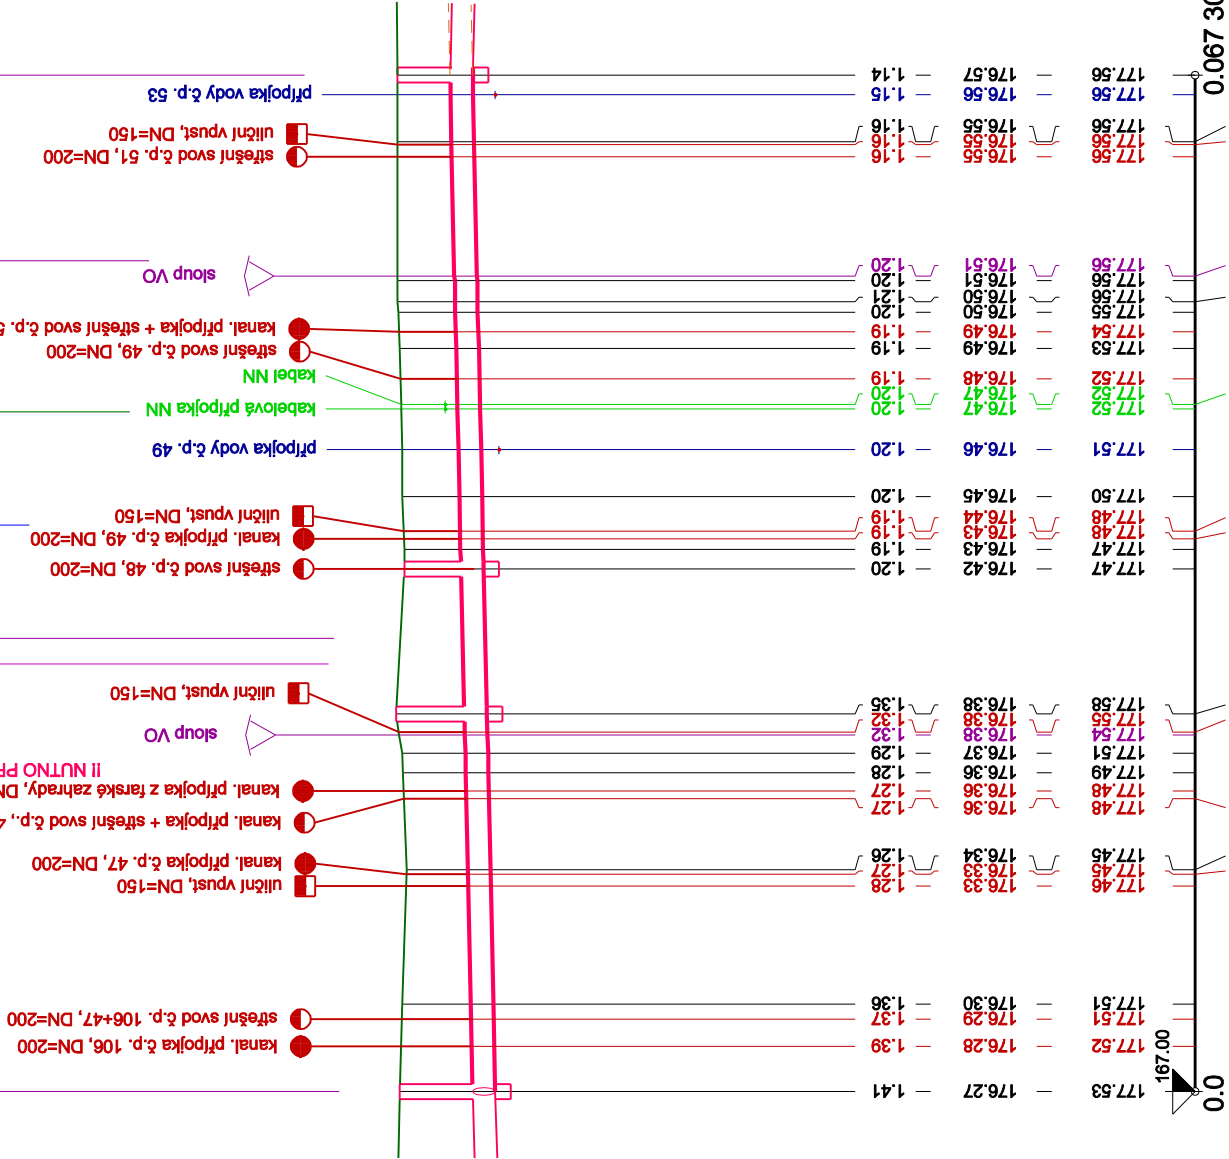 0.0
167.00
177.53 — 176.27 — 1.41
177.52 — 176.28 — 1.39 kanal. přípojka č.p. 106, DN=200
177.51 — 176.29 — 1.37 střešní svod č.p. 106+47, DN=200
177.51 — 176.30 — 1.36
177.46 176.33 1.28 uliční vpust, DN=150
177.45 176.33 1.27 kanal. přípojka č.p. 47, DN=200
177.45 176.34 1.26
177.48 176.36 1.27 kanal. přípojka + střešní svod č.p., 4
177.48 — 176.36 — 1.27 kanal. přípojka z farské zahrady, DN
!! NUTNO PŘ
177.49 — 176.36 — 1.28
177.51 — 176.37 — 1.29
177.54 176.38 1.32 sloup VO
177.55 176.38 1.32 uliční vpust, DN=150
177.58 176.38 1.35
177.47 — 176.42 — 1.20 střešní svod č.p. 48, DN=200
177.47 — 176.43 — 1.19
177.48 176.43 1.19 kanal. přípojka č.p. 49, DN=200
177.48 176.44 1.19 uliční vpust, DN=150
177.50 — 176.45 — 1.20
177.51 — 176.46 — 1.20 přípojka vody č.p. 49
177.52 — 176.47 — 1.20 kabelová přípojka NN
177.52 176.47 1.20 kabel NN
177.52 — 176.48 — 1.19 střešní svod č.p. 49, DN=200
177.53 — 176.49 — 1.19
177.54 — 176.49 — 1.19 kanal. přípojka + střešní svod č.p. 5
177.55 — 176.50 — 1.20
177.56 176.50 1.21
177.56 — 176.51 — 1.20
177.56 176.51 1.20 sloup VO
177.56 — 176.55 — 1.16 střešní svod č.p. 51, DN=200
177.56 176.55 1.16 uliční vpust, DN=150
177.56 176.55 1.16
177.56 — 176.56 — 1.15 přípojka vody č.p. 53
177.56 — 176.57 — 1.14
0.067 30